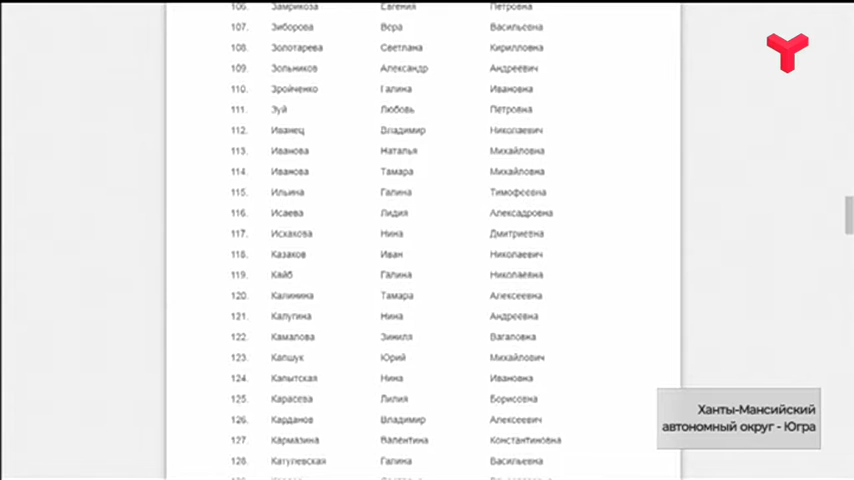 106. Замрикоза Евгения Петровна
107. Зиборова Вера Васильевна
108. Золотарева Светлана Кирилловна
109. Зольников Александр Андреевич
110. Зройченко Галина Ивановна
111. Зуй Любовь Петровна
112. Иванец Владимир Николаевич
113. Иванова Наталья Михайловна
114. Иванова Тамара Михайловна
115. Ильина Галина Тимофеевна
116. Исаева Лидия Алексадровна
117. Исхакова Нина Дмитриевна
118. Казаков Иван Николаевич
119. Кайб Галина Николаевна
120. Калинина Тамара Алексеевна
121. Калугина Нина Андреевна
122. Камалова Зиниля Вагаповна
123. Капшук Юрий Михайлович
124. Капытская Нина Ивановна
125. Карасева Лилия Борисовна
126. Карданов Владимир Алексеевич
127. Кармазина Валентина Константиновна
128. Катулевская Галина Васильевна
Ханты-Мансийский
автономный округ - Югра